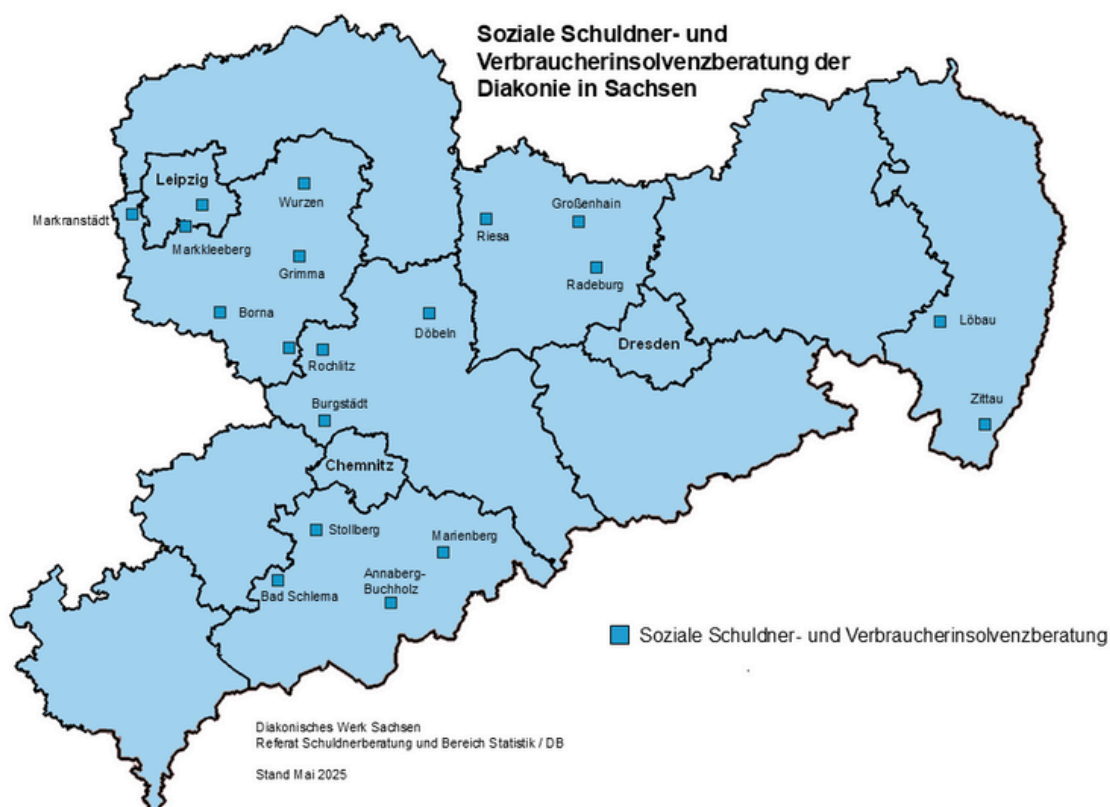 Soziale Schuldner- und
Verbraucherinsolvenzberatung der
Diakonie in Sachsen
Leipzig
Wurzen
Markranstädt
Markkleeberg
Großenhain
Riesa
Grimma
Radeburg
Borna
Döbeln
Löbau
Dresden
Rochlitz
Burgstädt
Zittau
Chemnitz
Stollberg
Marienberg
Annaberg-
Buchholz
Bad Schlema
Soziale Schuldner- und Verbraucherinsolvenzberatung
Diakonisches Werk Sachsen
Referat Schuldnerberatung und Bereich Statistik / DB
Stand Mai 2025